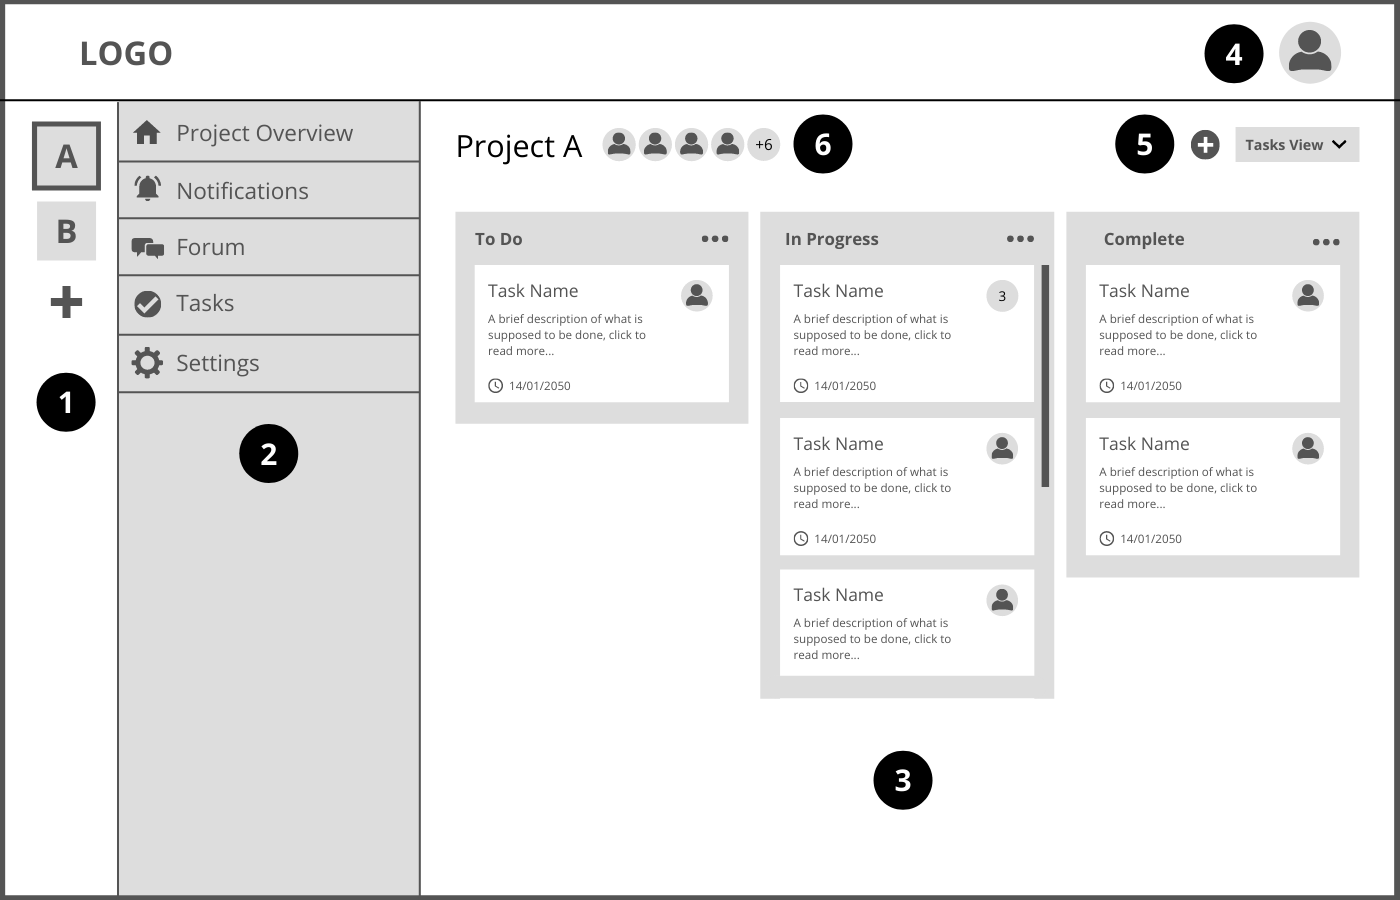 LOGO
4
A
B
1
Project Overview
Notifications
Forum
Tasks
Settings
2
Project A
+6
6
5
Tasks View
To Do
Task Name
A brief description of what is
supposed to be done, click to
read more...
14/01/2050
In Progress
Task Name
3
A brief description of what is
supposed to be done, click to
read more...
14/01/2050
Task Name
A brief description of what is
supposed to be done, click to
read more...
14/01/2050
Task Name
A brief description of what is
supposed to be done, click to
read more...
Complete
Task Name
A brief description of what is
supposed to be done, click to
read more...
14/01/2050
Task Name
A brief description of what is
supposed to be done, click to
read more...
14/01/2050
3